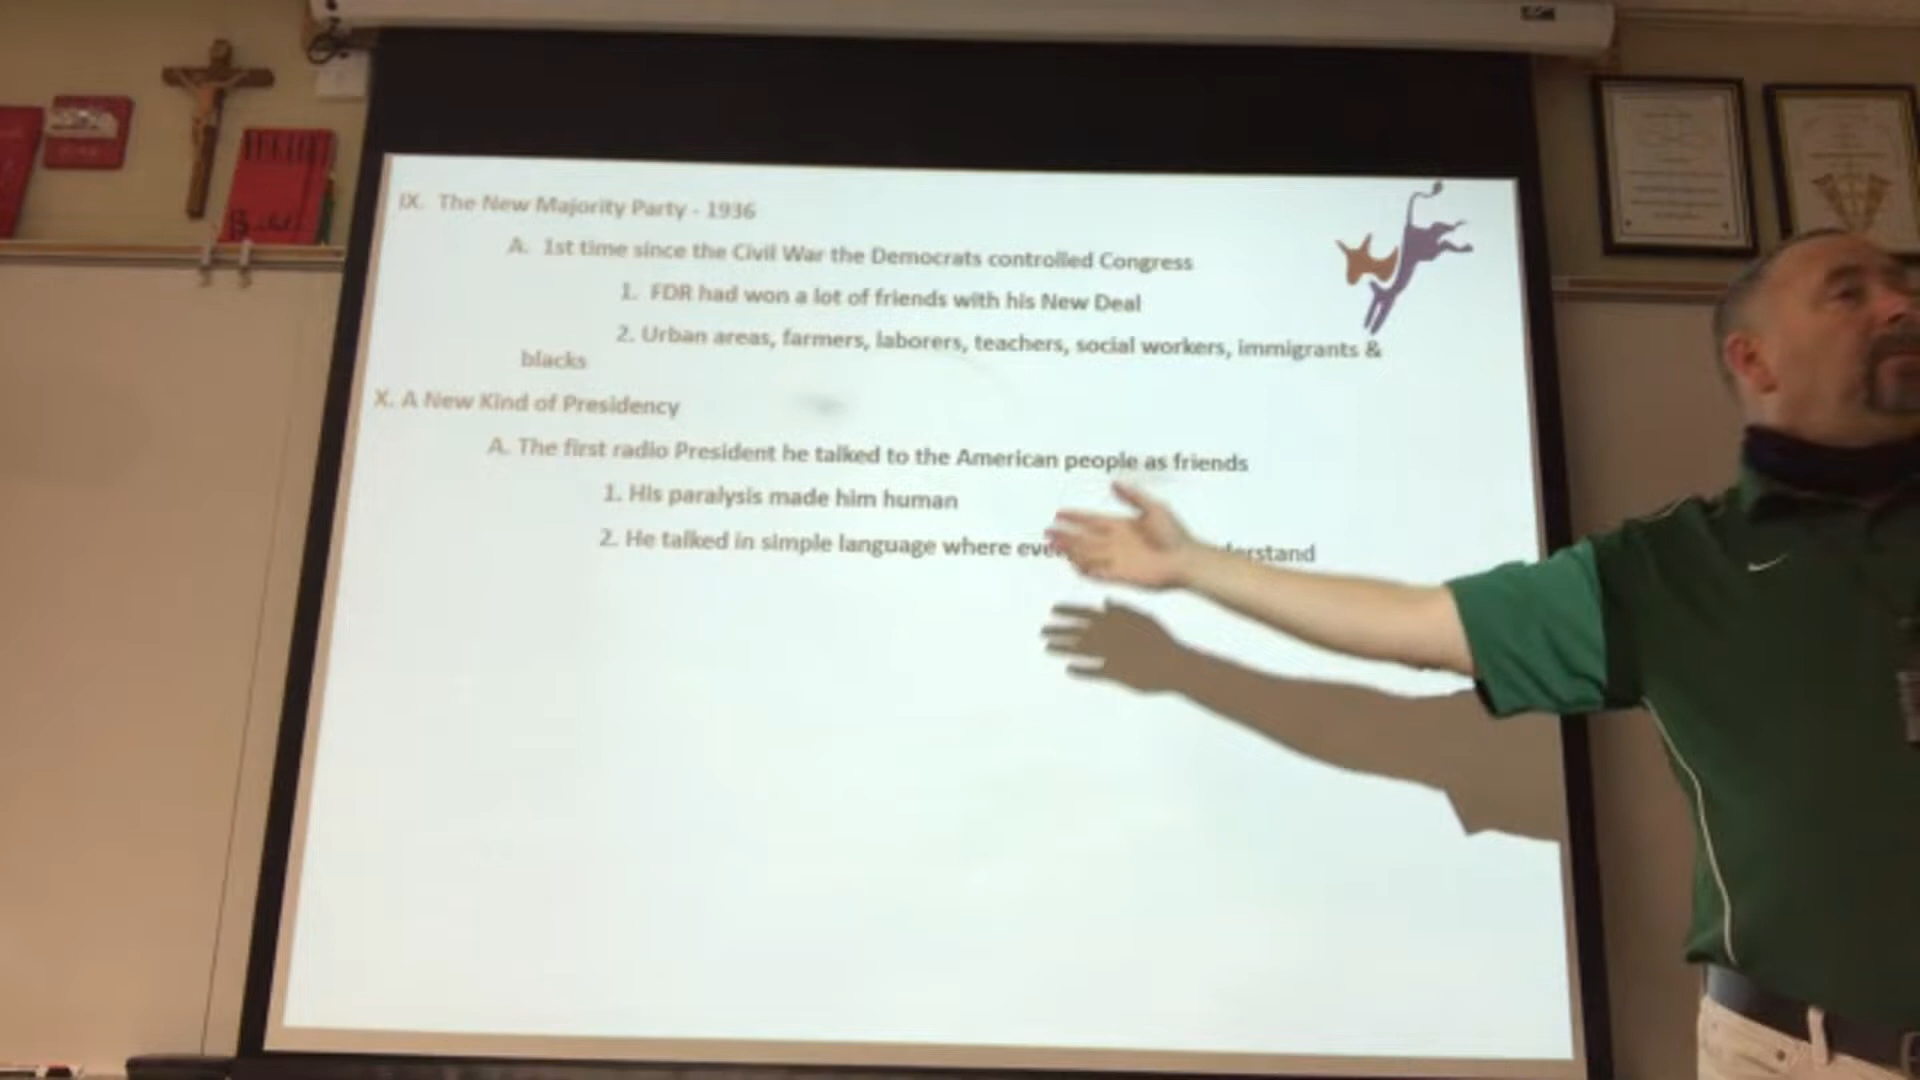 IX. The New Majority Party - 1936
A. 1st time since the Civil War the Democrats controlled Congress
1. FDR had won a lot of friends with his New Deal
2. Urban areas, farmers, laborers, teachers, social workers, immigrants &
blacks
X. A New Kind of Presidency
A. The first radio President he talked to the American people as friends
1. His paralysis made him human
2. He talked in simple language where